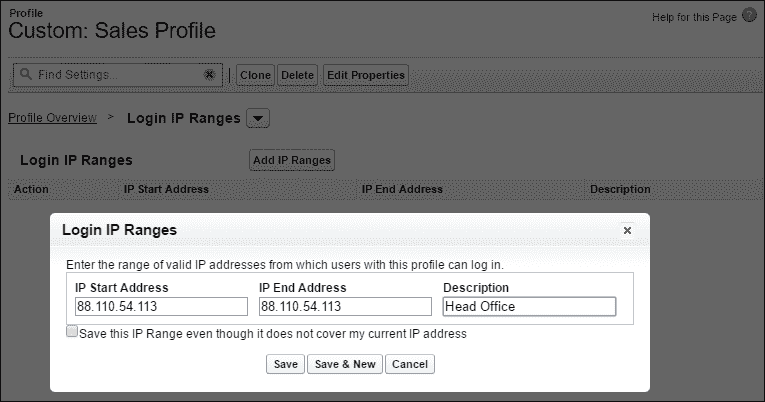 Profile
Custom: Sales Profile
Help for this Page
Find Settings...
Clone Delete Edit Properties
Profile Overview > Login IP Ranges
Login IP Ranges Add IP Ranges
Action IP Start Address IP End Address Description
Login IP Ranges
Enter the range of valid IP addresses from which users with this profile can log in.
IP Start Address IP End Address Description
88.110.54.113 88.110.54.113 Head Office
Save this IP Range even though it does not cover my current IP address
Save Save & New Cancel